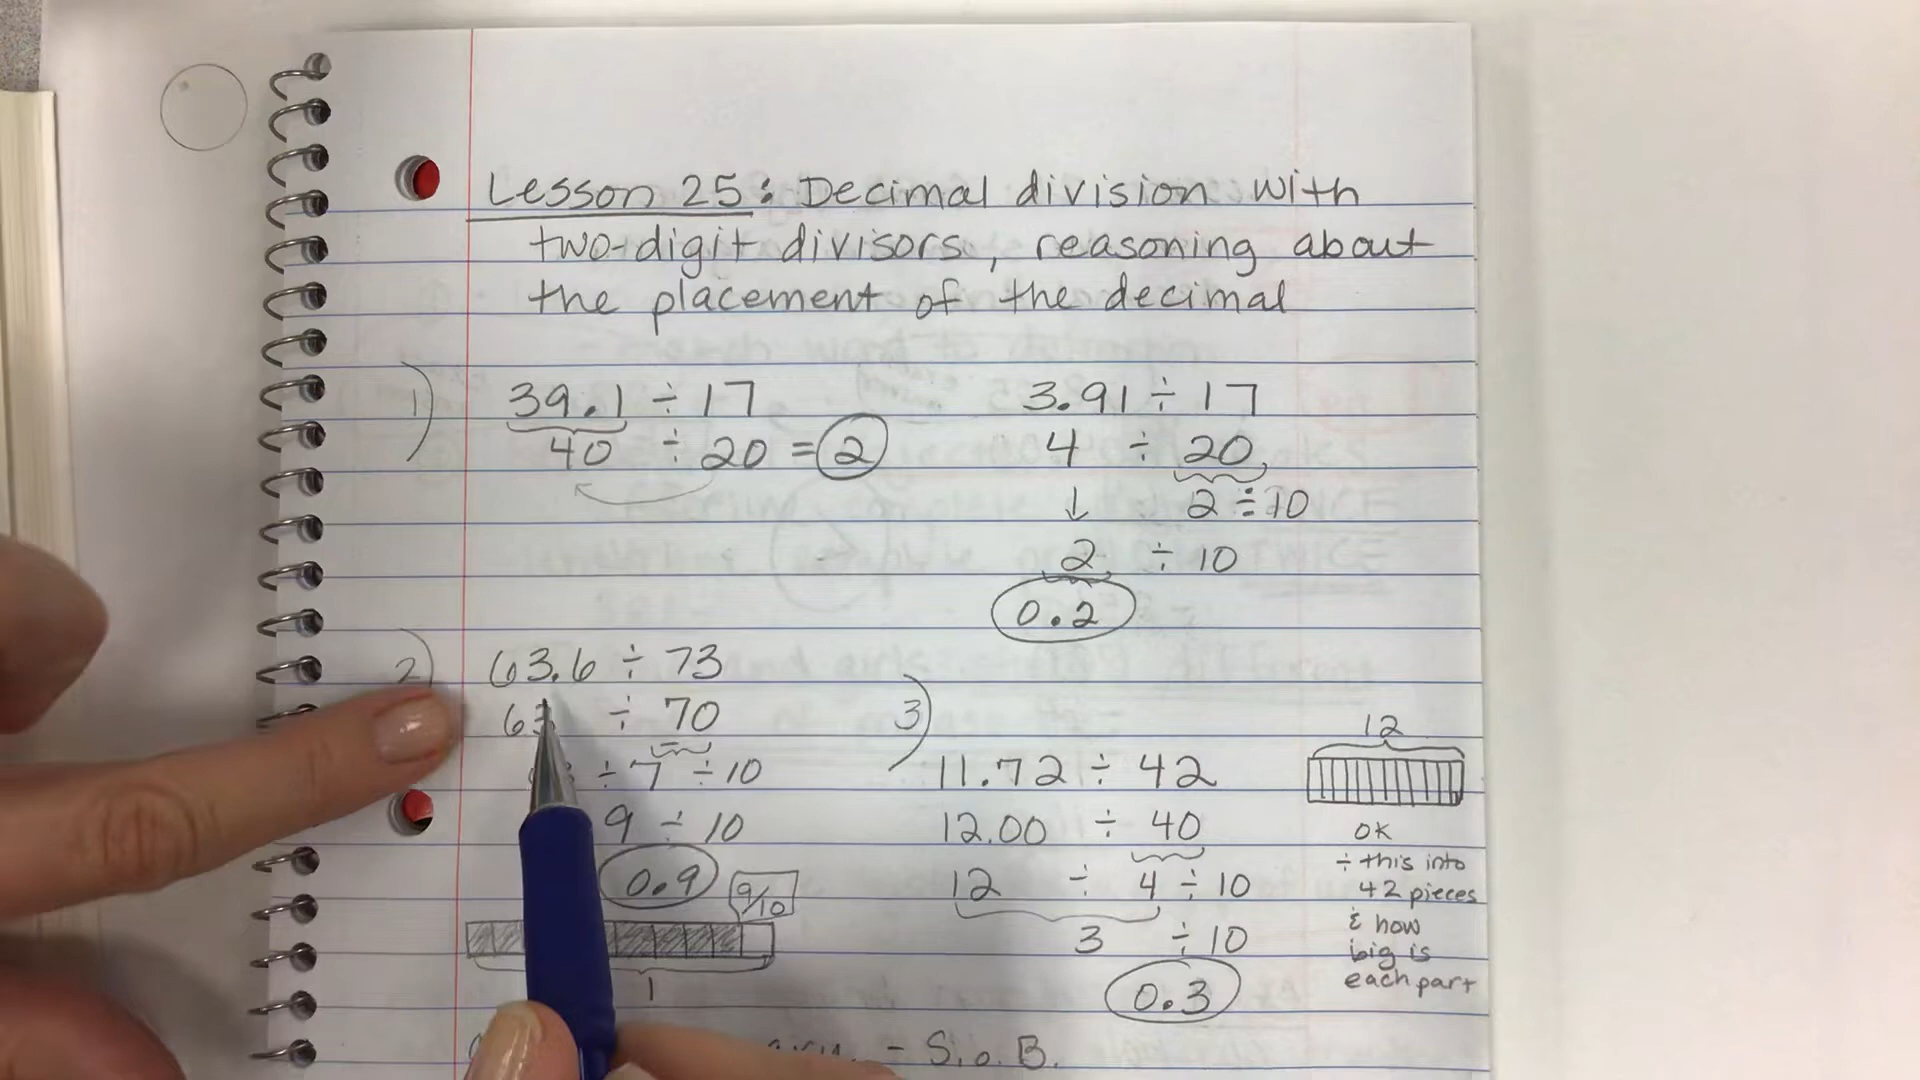 Lesson 25: Decimal division with
two-digit divisors, reasoning about
the placement of the decimal
1) 39.1 ÷ 17
40 ÷ 20 = 2
3.91 ÷ 17
4 ÷ 20
↓ 2 ÷ 10
2 ÷ 10
0.2
2) 63.6 ÷ 73
63 ÷ 70
÷ 7 ÷ 10
9 ÷ 10
0.9
9/10
1
3)
11.72 ÷ 42
12.00 ÷ 40
12 ÷ 4 ÷ 10
3 ÷ 10
0.3
12
OK
÷ this into
42 pieces
& how
big is
each part
- S.o.B.